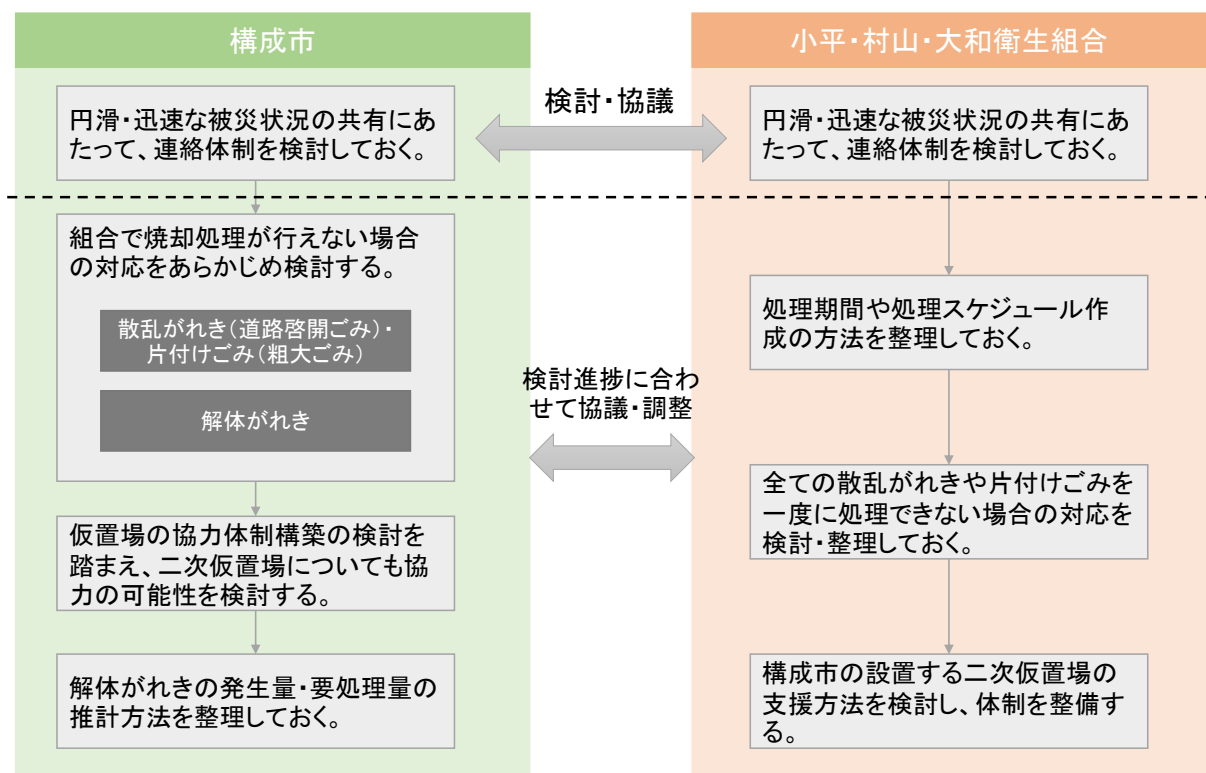 構成市
円滑・迅速な被災状況の共有にあ
たって、連絡体制を検討しておく。
組合で焼却処理が行えない場合
の対応をあらかじめ検討する。
散乱がれき(道路啓開ごみ)・
片付けごみ(粗大ごみ)
解体がれき
仮置場の協力体制構築の検討を
踏まえ、二次仮置場についても協
力の可能性を検討する。
解体がれきの発生量・要処理量の
推計方法を整理しておく。
検討・協議
検討進捗に合わ
せて協議・調整
小平・村山・大和衛生組合
円滑・迅速な被災状況の共有にあ
たって、連絡体制を検討しておく。
処理期間や処理スケジュール作
成の方法を整理しておく。
全ての散乱がれきや片付けごみを
一度に処理できない場合の対応を
検討・整理しておく。
構成市の設置する二次仮置場の
支援方法を検討し、体制を整備す
る。